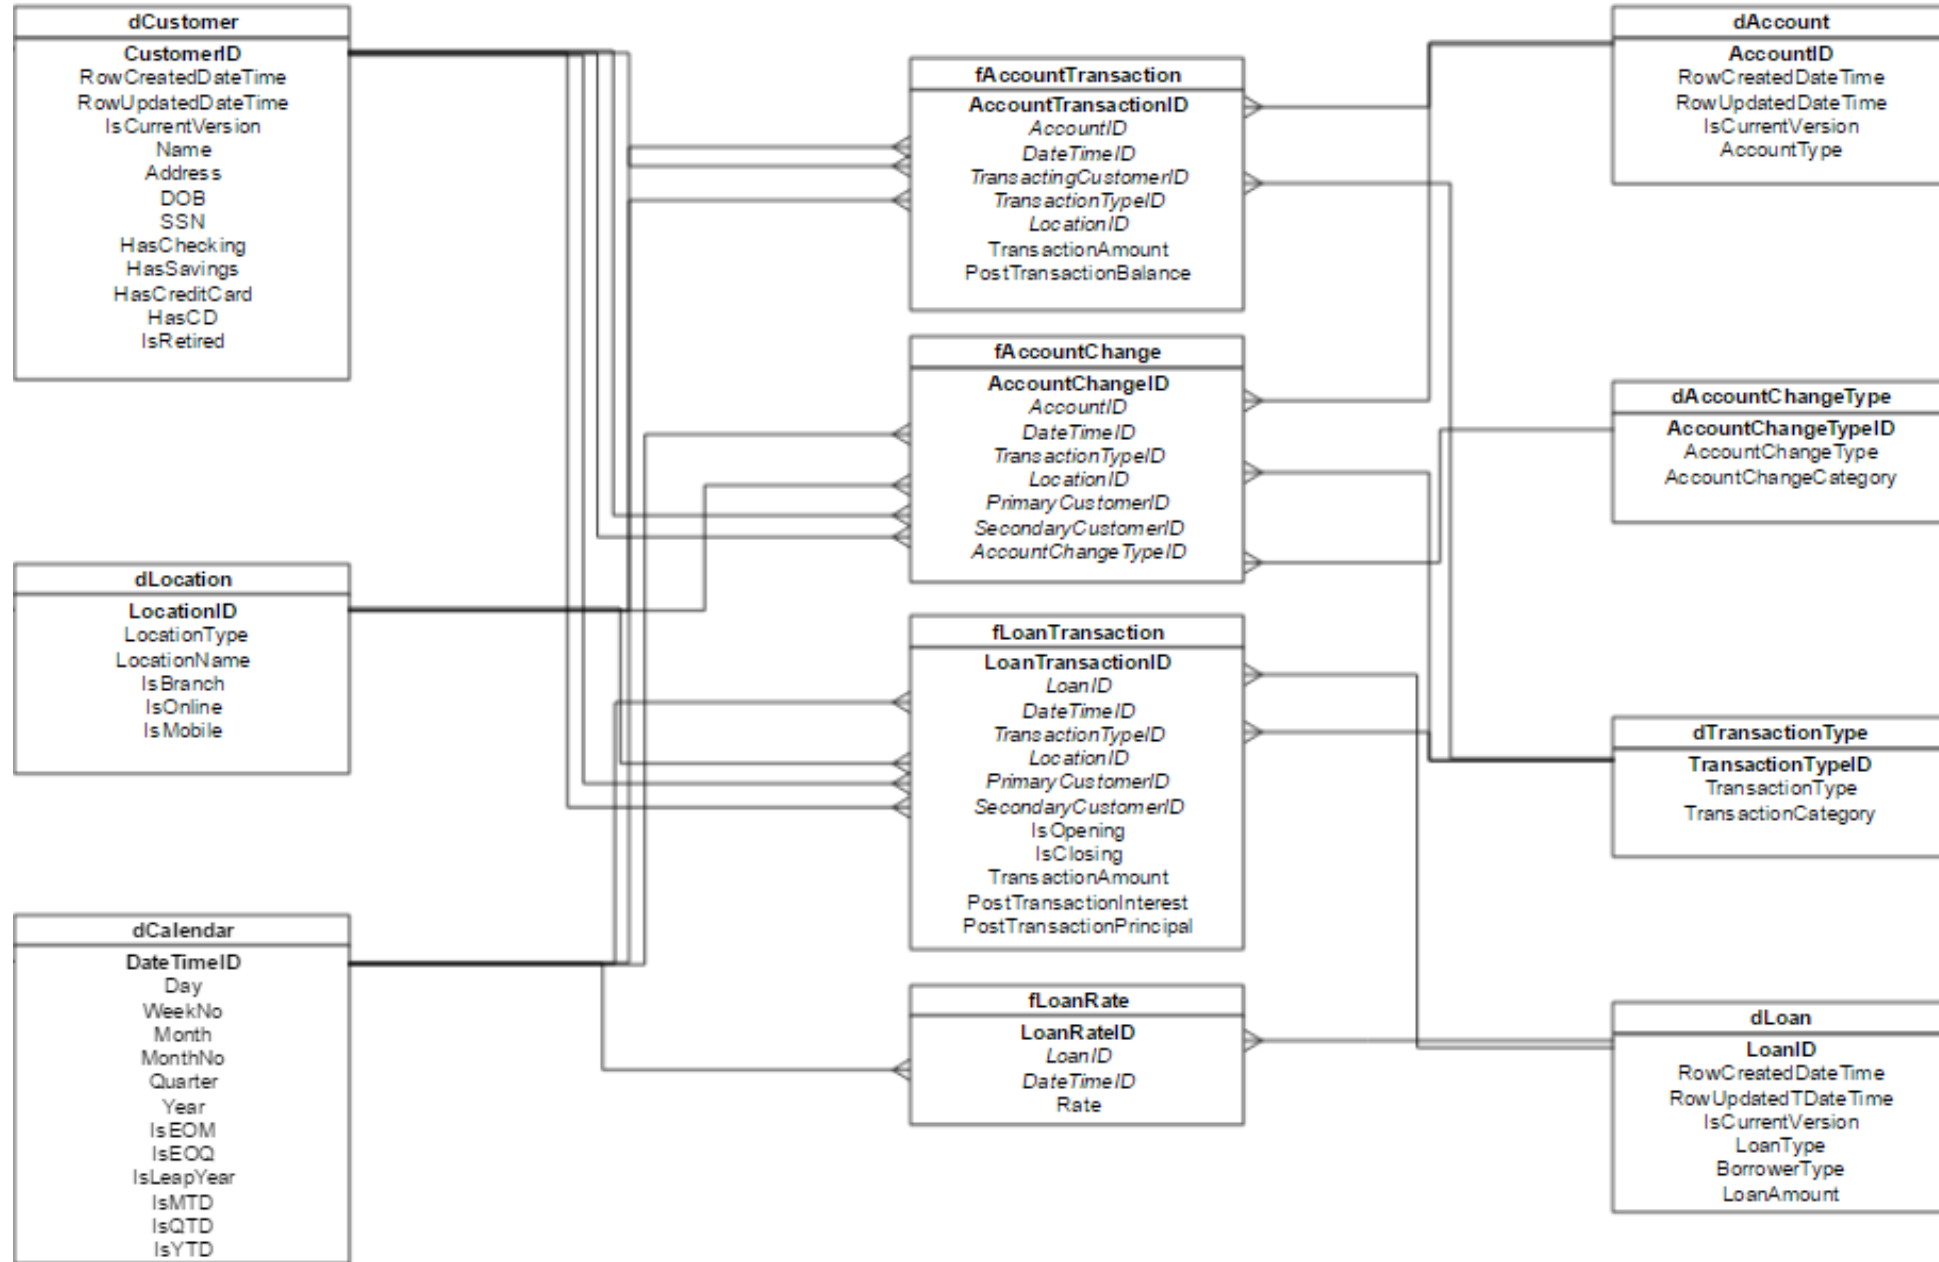 dCustomer
CustomerID
RowCreatedDateTime
RowUpdatedDateTime
IsCurrentVersion
Name
Address
DOB
SSN
HasChecking
HasSavings
HasCreditCard
HasCD
IsRetired
dLocation
LocationID
LocationType
LocationName
IsBranch
IsOnline
IsMobile
dCalendar
DateTimeID
Day
WeekNo
Month
MonthNo
Quarter
Year
IsEOM
IsEOQ
IsLeapYear
IsMTD
IsQTD
IsYTD
fAccountTransaction
AccountTransactionID
AccountID
DateTimeID
TransactingCustomerID
TransactionTypeID
LocationID
TransactionAmount
PostTransactionBalance
fAccountChange
AccountChangeID
AccountID
DateTimeID
TransactionTypeID
LocationID
PrimaryCustomerID
SecondaryCustomerID
AccountChangeTypeID
fLoanTransaction
LoanTransactionID
LoanID
DateTimeID
TransactionTypeID
LocationID
PrimaryCustomerID
SecondaryCustomerID
IsOpening
IsClosing
TransactionAmount
PostTransactionInterest
PostTransactionPrincipal
fLoanRate
LoanRateID
LoanID
DateTimeID
Rate
dAccount
AccountID
RowCreatedDateTime
RowUpdatedDateTime
IsCurrentVersion
AccountType
dAccountChangeType
AccountChangeTypeID
AccountChangeType
AccountChangeCategory
dTransactionType
TransactionTypeID
TransactionType
TransactionCategory
dLoan
LoanID
RowCreatedDateTime
RowUpdatedTDateTime
IsCurrentVersion
LoanType
BorrowerType
LoanAmount